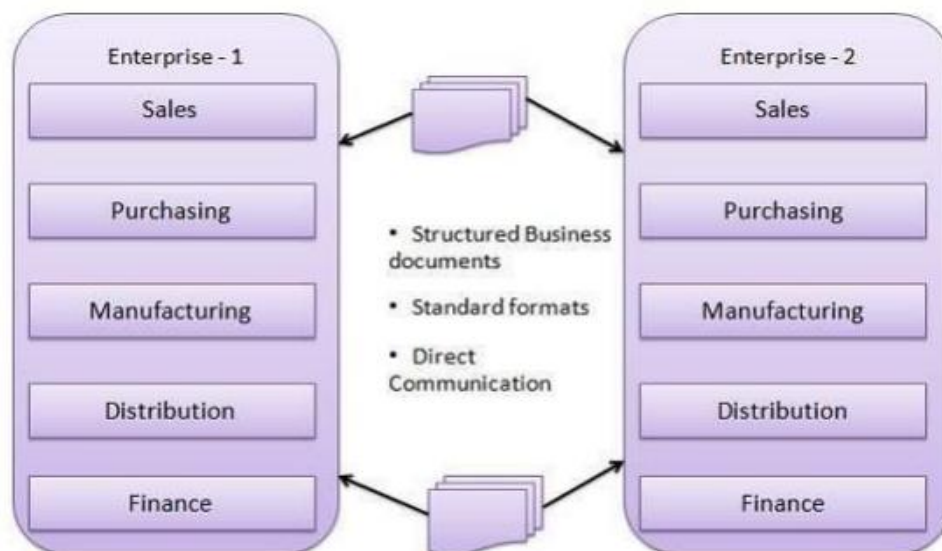 Enterprise - 1
Sales
Purchasing
Manufacturing
Distribution
Finance
• Structured Business
documents
• Standard formats
• Direct
Communication
Enterprise - 2
Sales
Purchasing
Manufacturing
Distribution
Finance